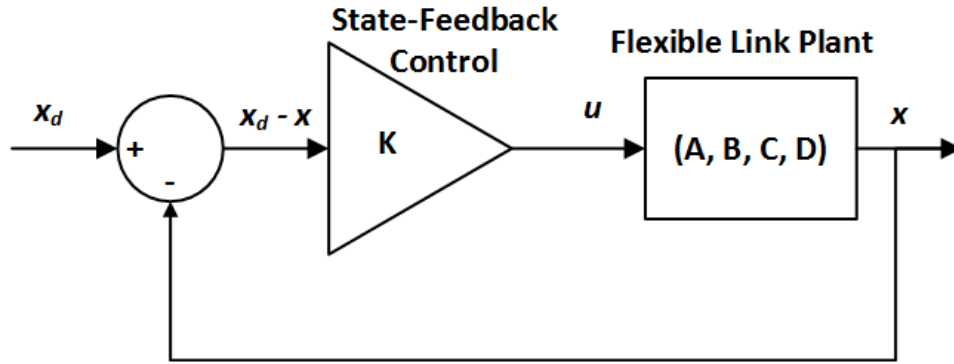 State-Feedback
Control
Flexible Link Plant
x_d
x_d - x
u
x
+
-
K
(A, B, C, D)